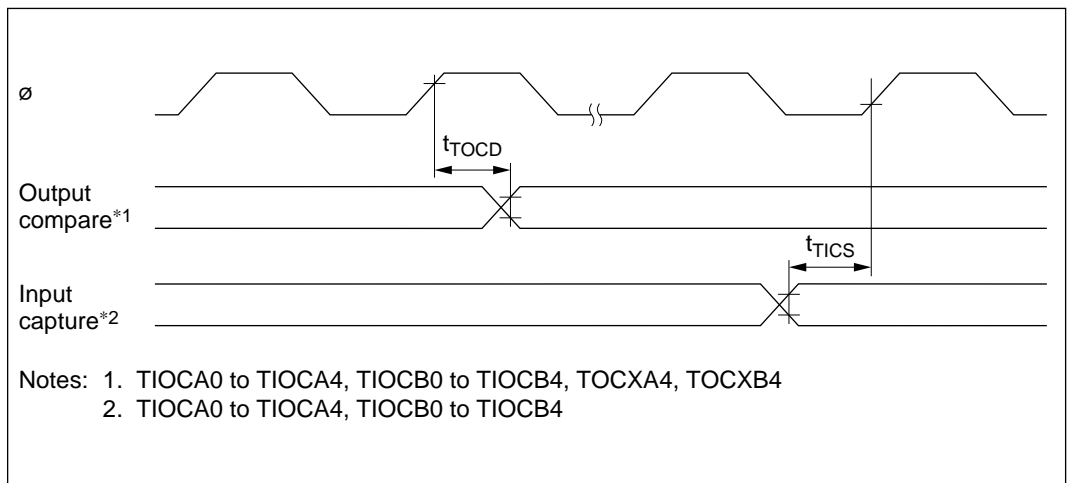 ø
tTOCD
Output
compare*1
tTICS
Input
capture*2
Notes: 1. TIOCA0 to TIOCA4, TIOCB0 to TIOCB4, TOCXA4, TOCXB4
2. TIOCA0 to TIOCA4, TIOCB0 to TIOCB4